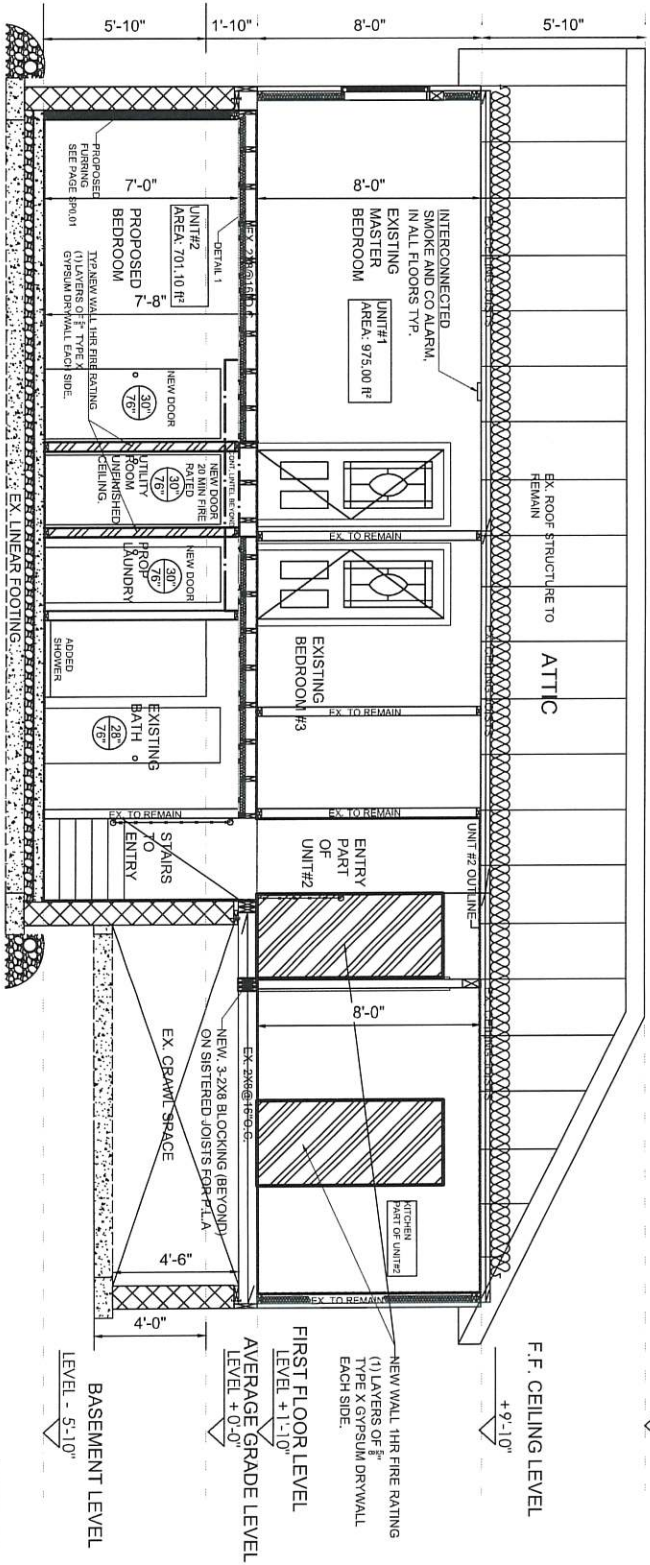 5'-10"
1'-10"
8'-0"
5'-10"
EX. ROOF STRUCTURE TO
REMAIN
ATTIC
INTERCONNECTED
SMOKE AND CO ALARM,
IN ALL FLOORS TYP.
UNIT#1
AREA: 975.00 ft²
EXISTING
MASTER
BEDROOM
8'-0"
EX. TO REMAIN
EXISTING
BEDROOM #3
EX. TO REMAIN
EX. TO REMAIN
UNIT #2 OUTLINE
ENTRY
PART
OF
UNIT#2
8'-0"
KITCHEN
PART OF UNIT#2
EX. TO REMAIN
NEW WALL 1HR FIRE RATING
(1) LAYERS OF 5/8"
TYPE X GYPSUM DRYWALL
EACH SIDE.
F.F. CEILING LEVEL
+9'-10"
FIRST FLOOR LEVEL
LEVEL +1'-10"
AVERAGE GRADE LEVEL
LEVEL +0'-0"
BASEMENT LEVEL
LEVEL - 5'-10"
DETAIL 1
UNIT#2
AREA: 701.10 ft²
PROPOSED
BEDROOM
7'-0"
7'-8"
PROPOSED
FURRING
SEE PAGE SP0.01
TYP.NEW WALL 1HR FIRE RATING
(1) LAYERS OF 5/8" TYPE X
GYPSUM DRYWALL EACH SIDE.
NEW DOOR
30"
76"
CONT. LINTEL BEYOND
NEW DOOR
20 MIN FIRE
RATED
30"
76"
UTILITY
ROOM
UNFINISHED
CEILING.
NEW DOOR
30"
76"
PROP
LAUNDRY
ADDED
SHOWER
EXISTING
BATH
28"
76"
EX. TO REMAIN
STAIRS
TO
ENTRY
EX. 2X8@16"O.C.
NEW. 3-2X8 BLOCKING (BEYOND)
ON SISTERED JOISTS FOR P.L.A
EX. CRAWL SPACE
4'-6"
4'-0"
EX. LINEAR FOOTING